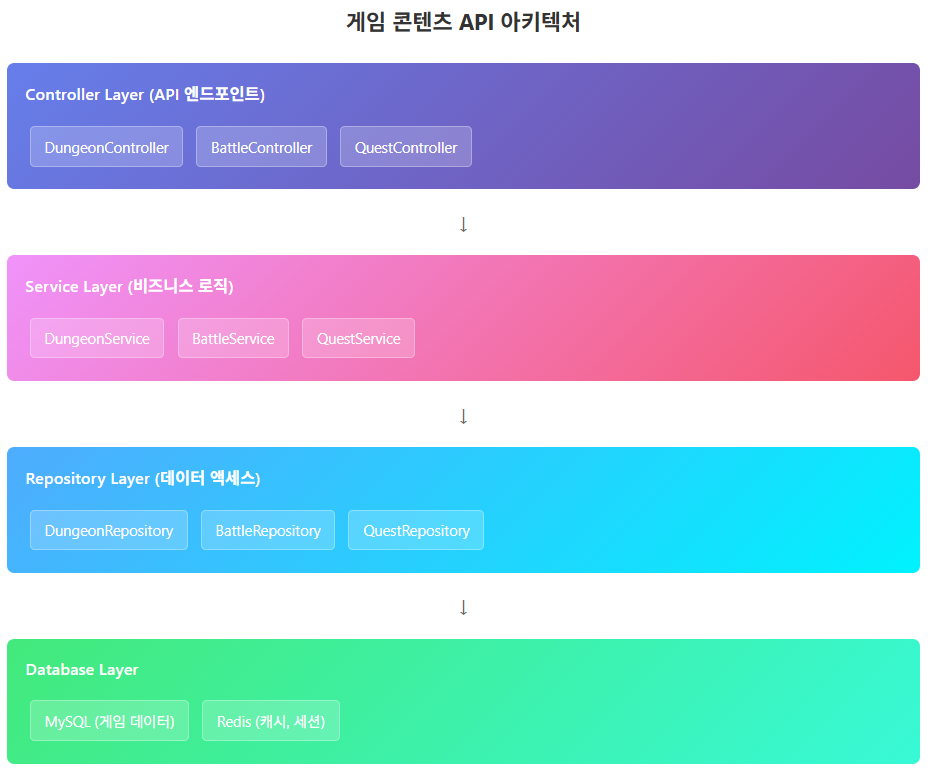 게임 콘텐츠 API 아키텍처
Controller Layer (API 엔드포인트)
DungeonController BattleController QuestController
↓
Service Layer (비즈니스 로직)
DungeonService BattleService QuestService
↓
Repository Layer (데이터 액세스)
DungeonRepository BattleRepository QuestRepository
↓
Database Layer
MySQL (게임 데이터) Redis (캐시, 세션)